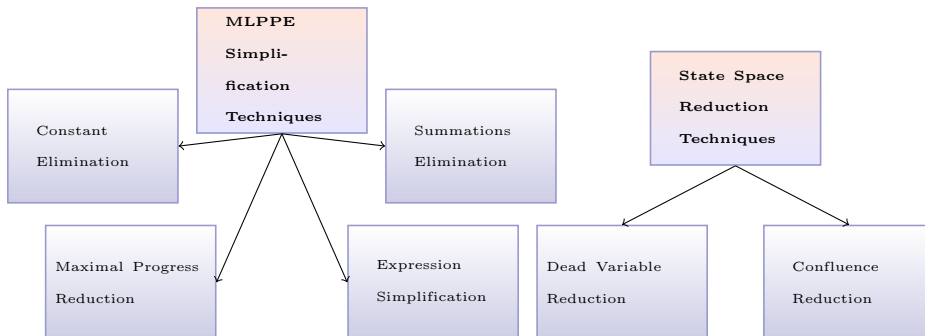 MLPPE
Simpli-
fication
Techniques
State Space
Reduction
Techniques
Constant
Elimination
Summations
Elimination
Maximal Progress
Reduction
Expression
Simplification
Dead Variable
Reduction
Confluence
Reduction